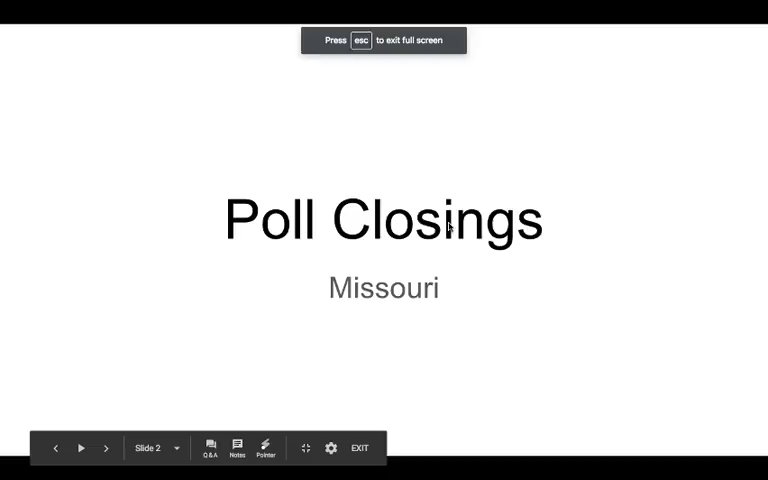 Press esc to exit full screen
Poll Closings
Missouri
Slide 2
Q&A
Notes
Pointer
EXIT